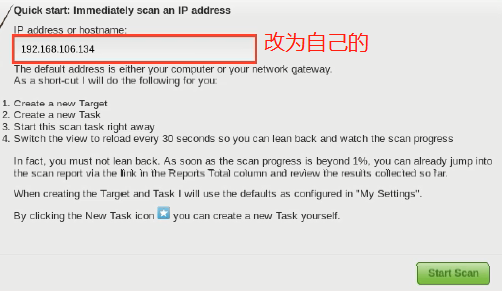 Quick start: Immediately scan an IP address
IP address or hostname:
192.168.106.134
改为自己的
The default address is either your computer or your network gateway.
As a short-cut I will do the following for you:
1. Create a new Target
2. Create a new Task
3. Start this scan task right away
4. Switch the view to reload every 30 seconds so you can lean back and watch the scan progress
In fact, you must not lean back. As soon as the scan progress is beyond 1%, you can already jump into
the scan report via the link in the Reports Total column and review the results collected so far.
When creating the Target and Task I will use the defaults as configured in "My Settings".
By clicking the New Task icon you can create a new Task yourself.
Start Scan